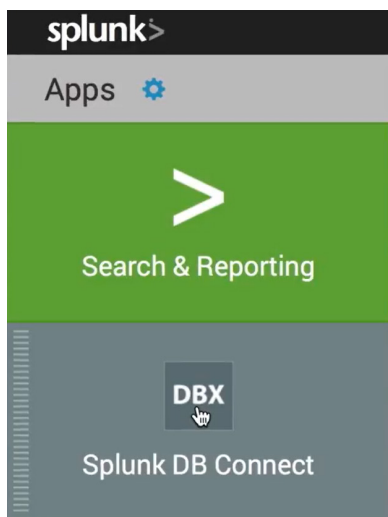 splunk>
Apps
>
Search & Reporting
DBX
Splunk DB Connect